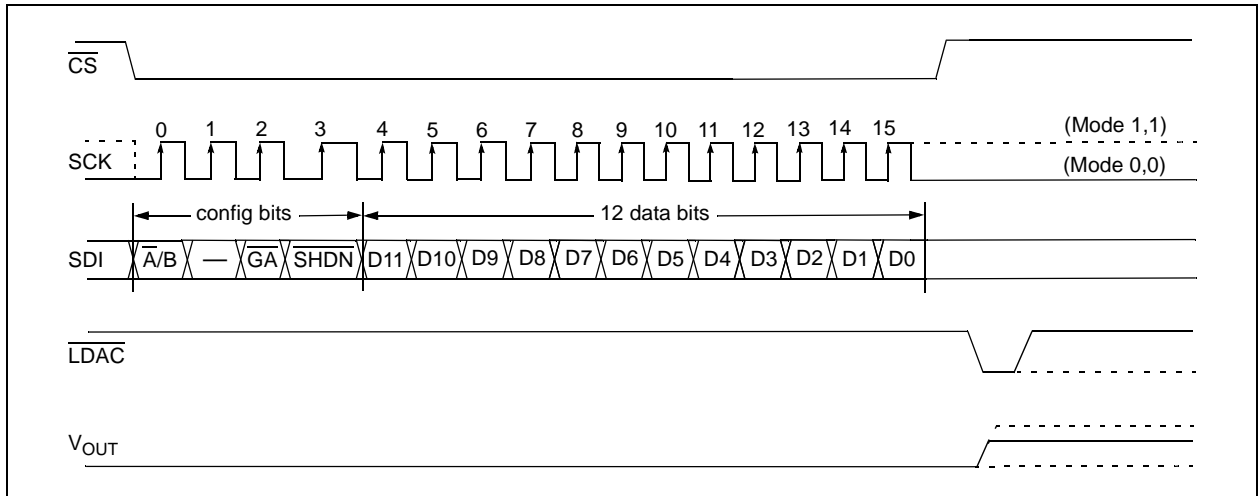 CS
0 1 2 3 4 5 6 7 8 9 10 11 12 13 14 15
(Mode 1,1)
SCK
(Mode 0,0)
config bits
12 data bits
SDI A/B — GA SHDN D11 D10 D9 D8 D7 D6 D5 D4 D3 D2 D1 D0
LDAC
VOUT